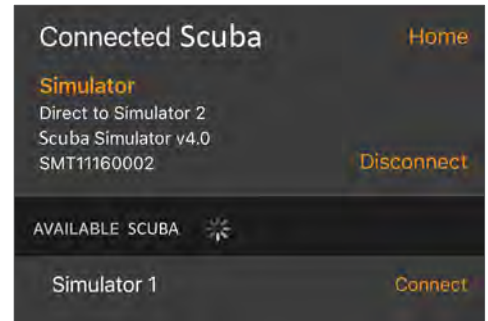 Connected Scuba
Home
Simulator
Direct to Simulator 2
Scuba Simulator v4.0
SMT11160002
Disconnect
AVAILABLE SCUBA
Simulator 1
Connect